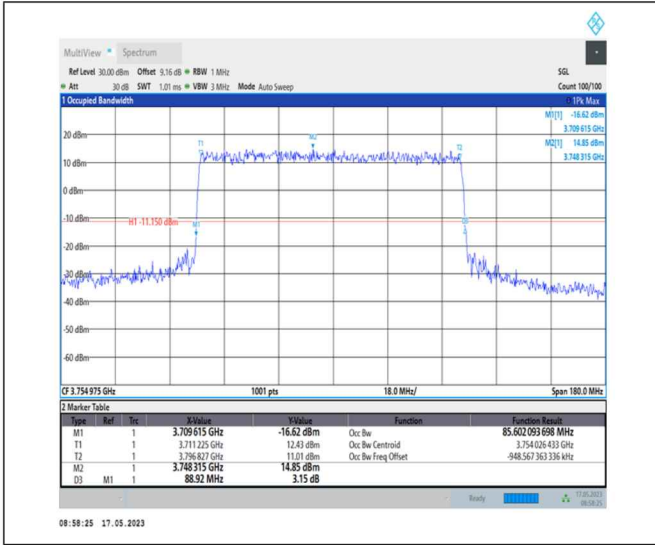 MultiView Spectrum
Ref Level 30.00 dBm Offset 9.16 dB RBW 1 MHz SGL
Att 30 dB SWT 1.01 ms VBW 3 MHz Mode Auto Sweep Count 100/100
1 Occupied Bandwidth 1Pk Max
M1[1] -16.62 dBm
3.709 615 GHz
M2[1] 14.85 dBm
3.748 315 GHz
20 dBm
T1 M2 T2
10 dBm
0 dBm
-10 dBm
H1 -11.150 dBm M1 D3
-20 dBm
-30 dBm
-40 dBm
-50 dBm
-60 dBm
CF 3.754 975 GHz 1001 pts 18.0 MHz/ Span 180.0 MHz
2 Marker Table
Type Ref Trc X-Value Y-Value Function Function Result
M1 1 3.709 615 GHz -16.62 dBm Occ Bw 85.602 093 698 MHz
T1 1 3.711 225 GHz 12.43 dBm Occ Bw Centroid 3.754 026 433 GHz
T2 1 3.796 827 GHz 11.01 dBm Occ Bw Freq Offset -948.567 363 336 kHz
M2 1 3.748 315 GHz 14.85 dBm
D3 M1 1 88.92 MHz 3.15 dB
Ready 17.05.2023
08:58:25
08:58:25 17.05.2023